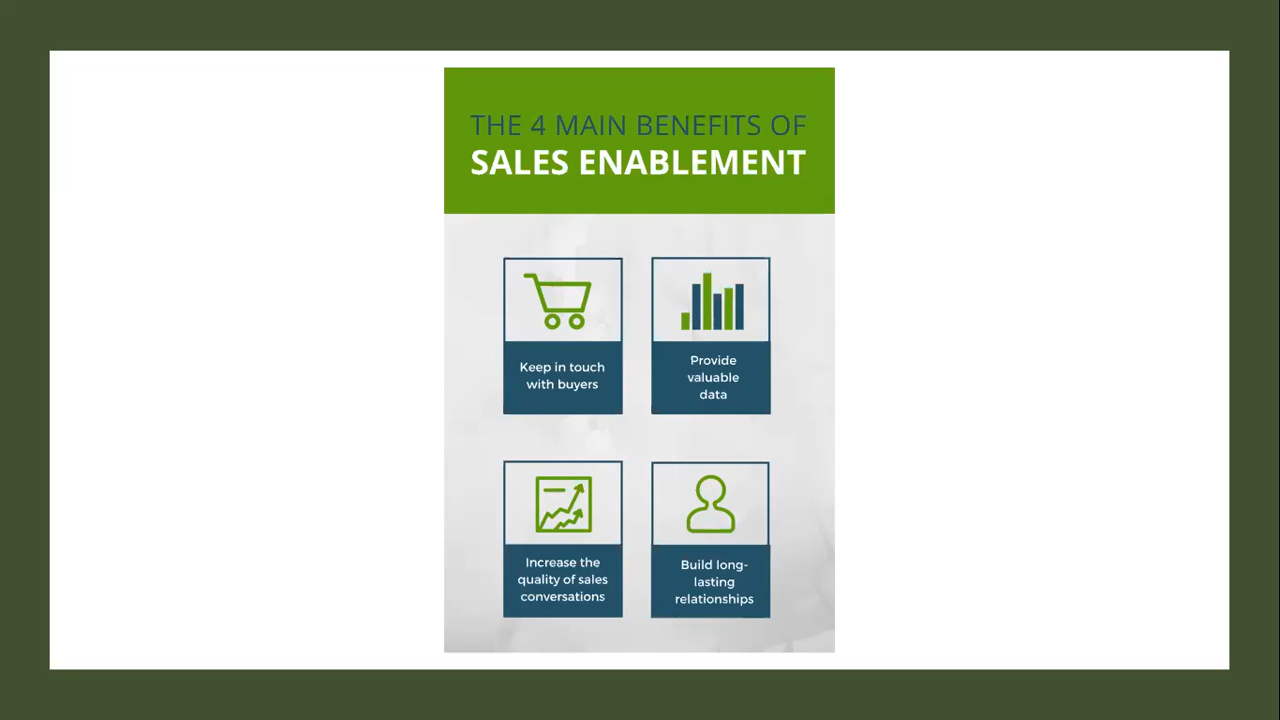 THE 4 MAIN BENEFITS OF
SALES ENABLEMENT
Keep in touch
with buyers
Provide
valuable
data
Increase the
quality of sales
conversations
Build long-
lasting
relationships